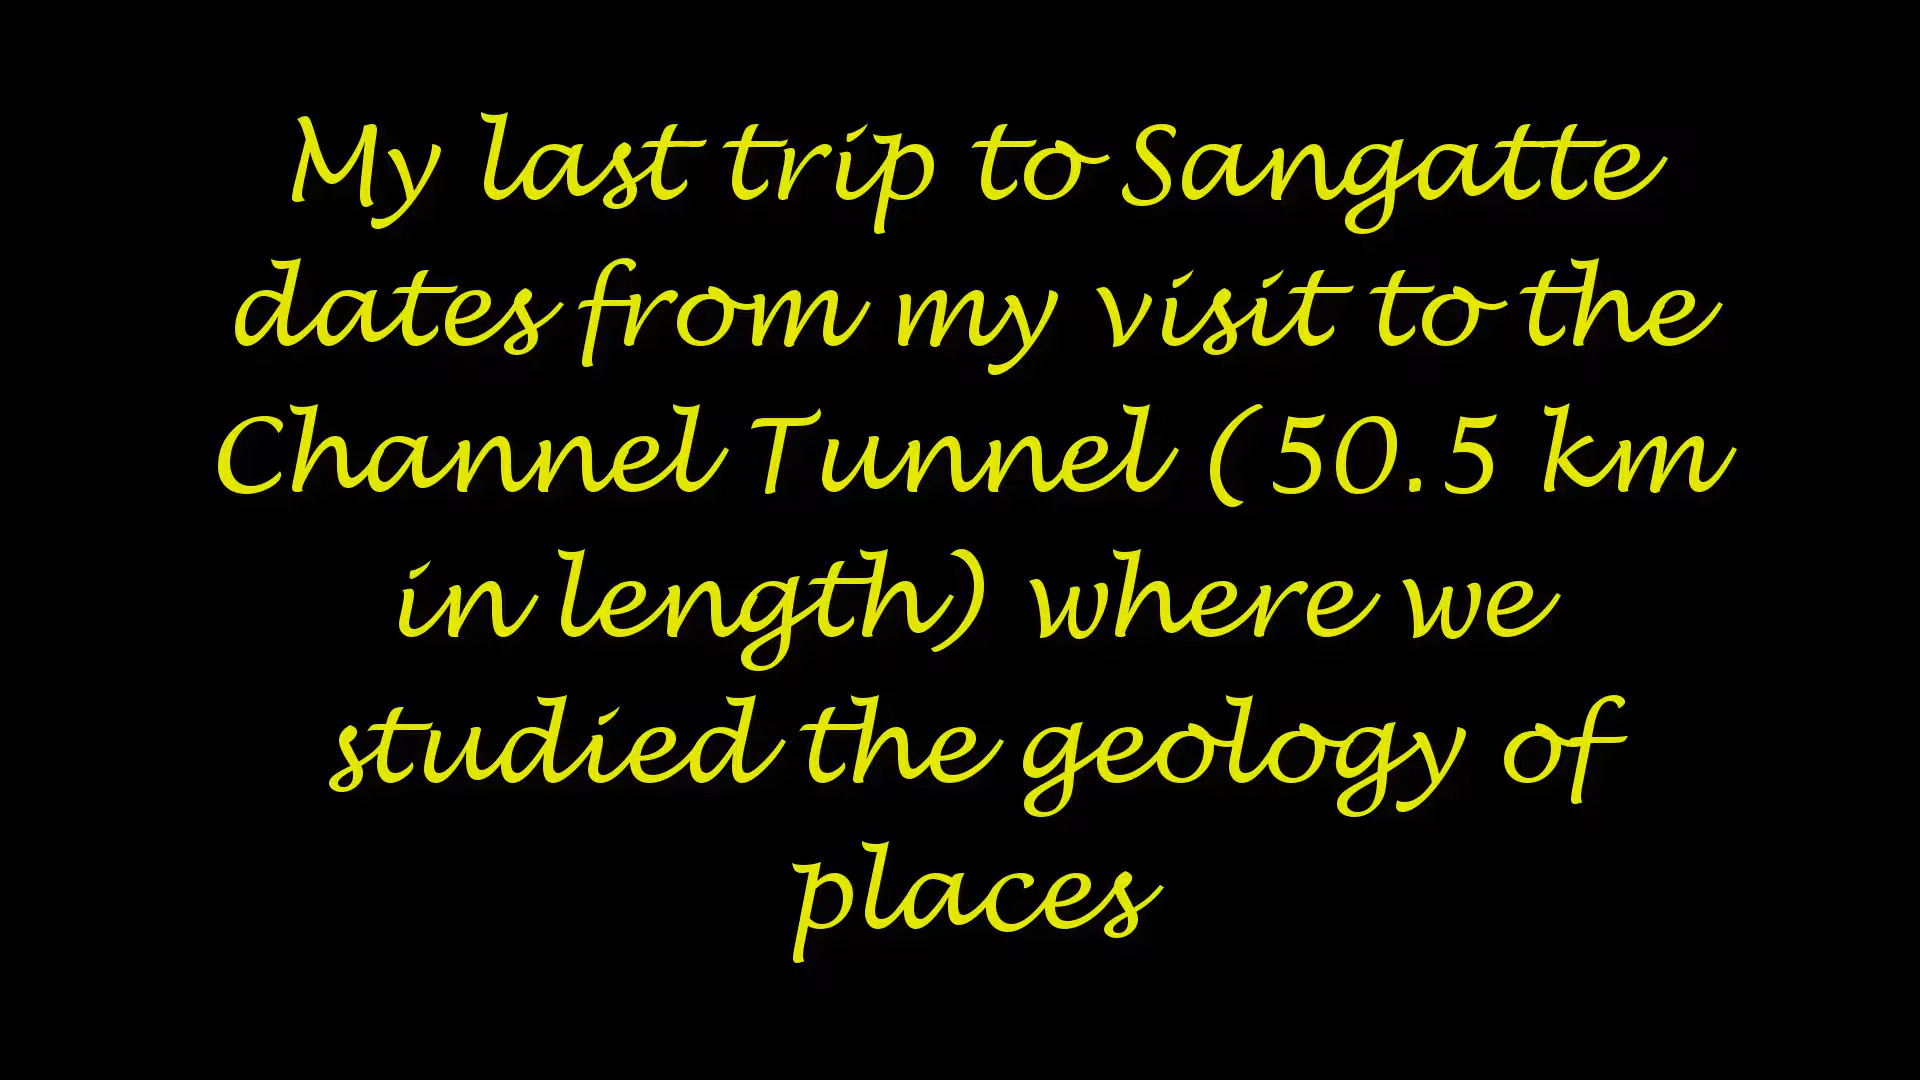 My last trip to Sangatte
dates from my visit to the
Channel Tunnel (50.5 km
in length) where we
studied the geology of
places